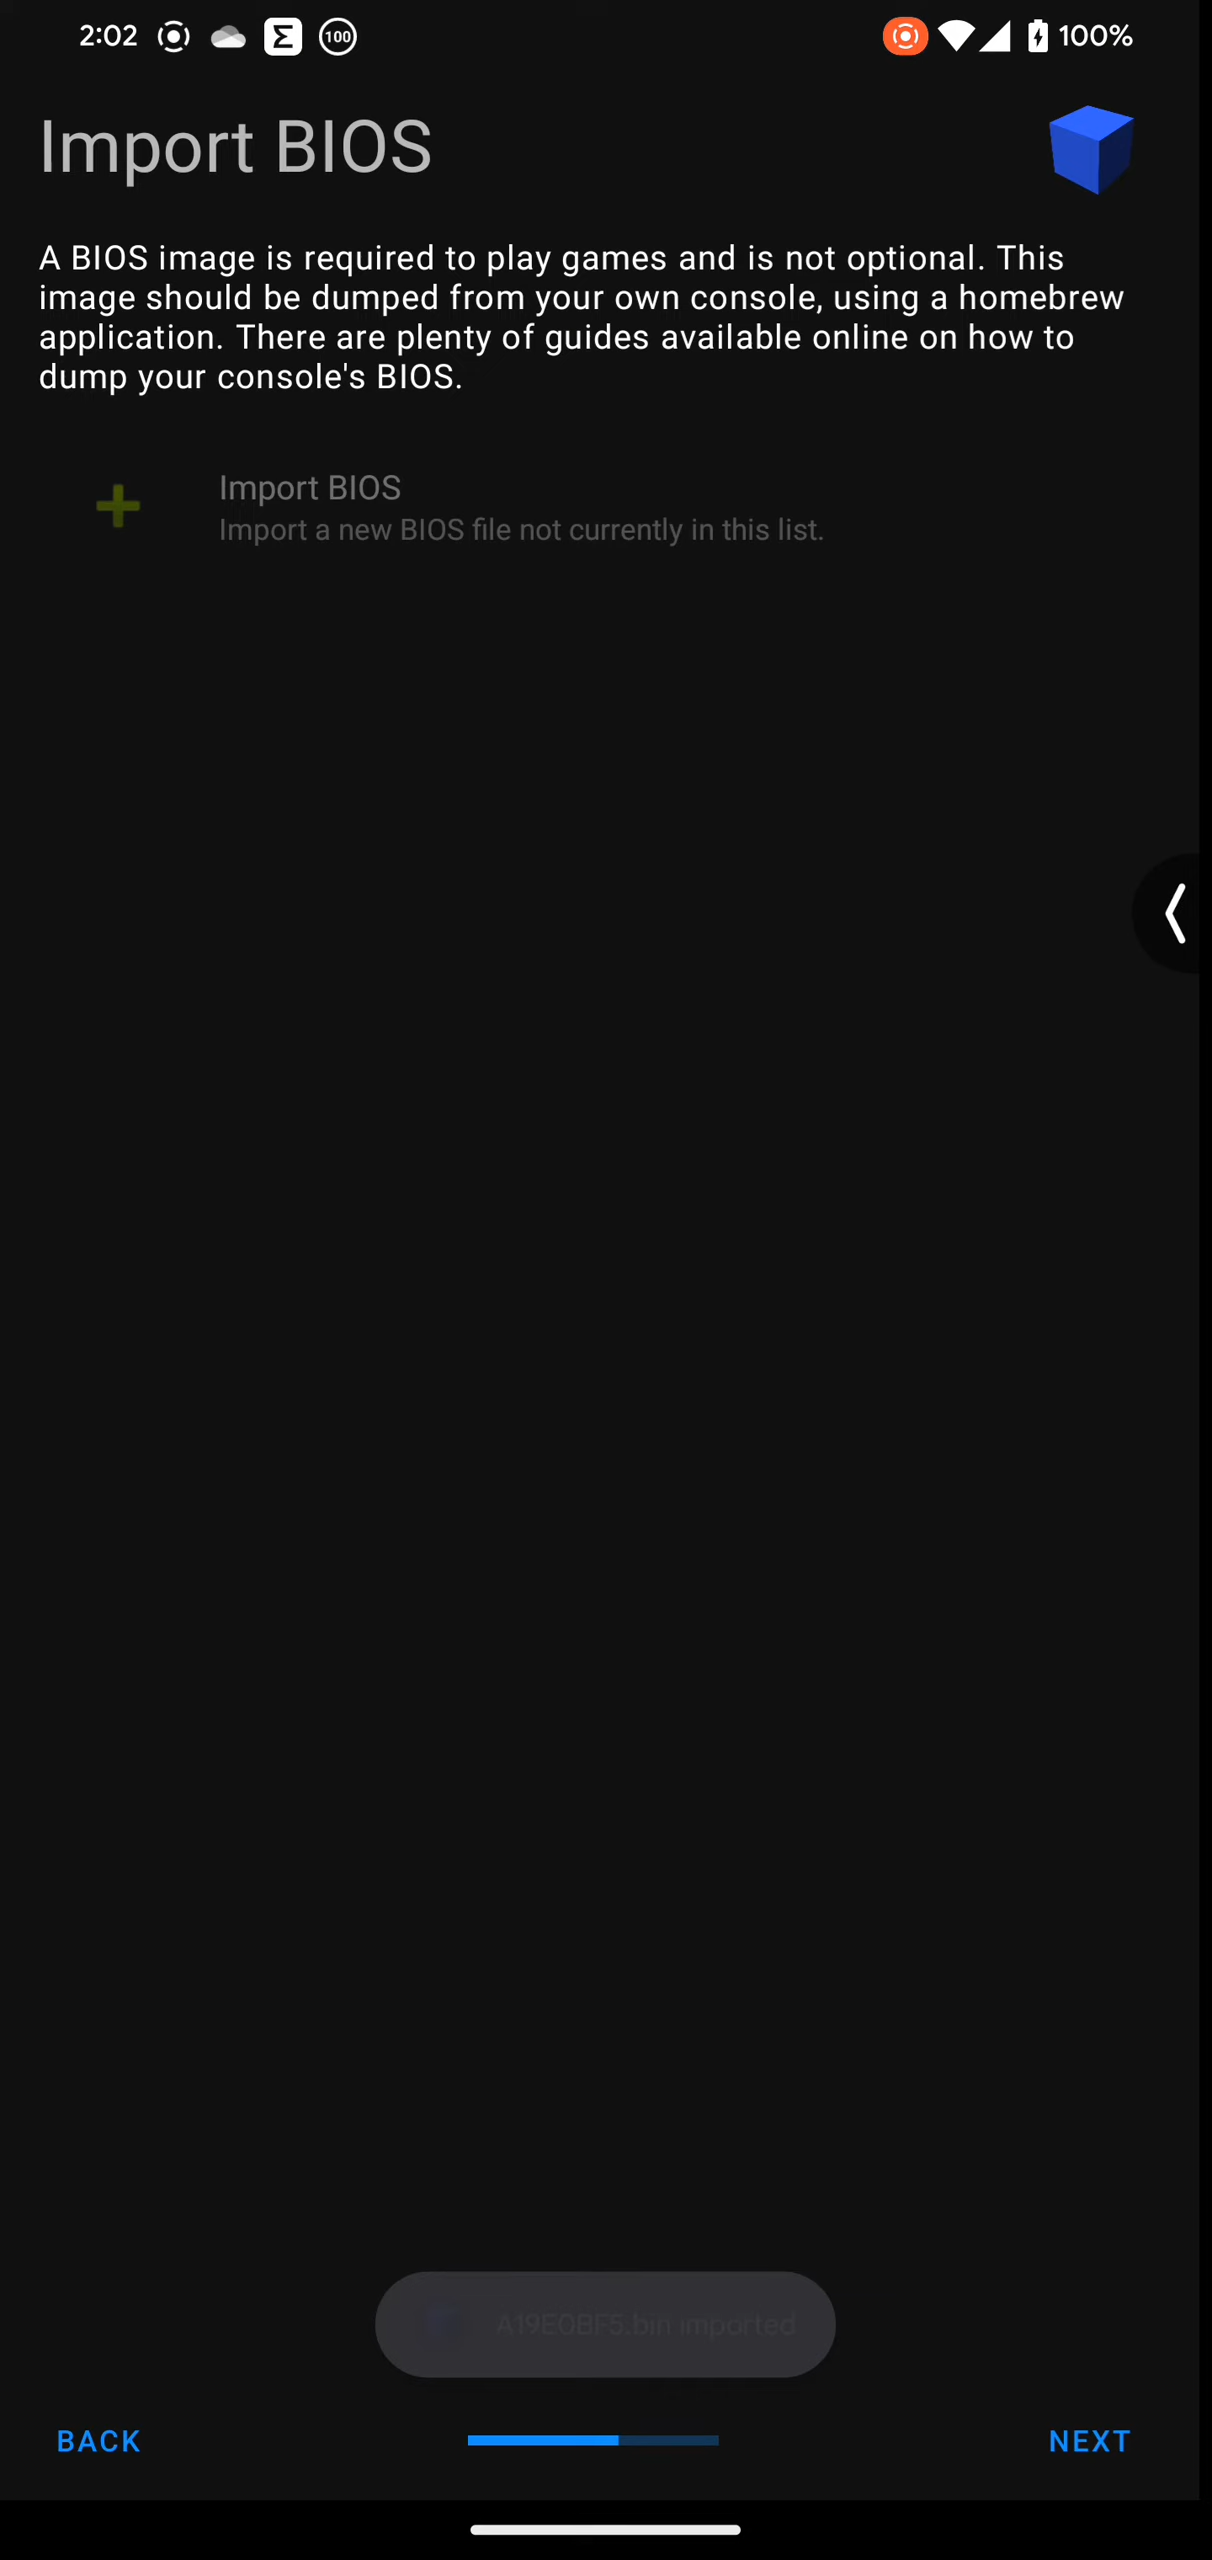 2:02
100
100%
Import BIOS
A BIOS image is required to play games and is not optional. This
image should be dumped from your own console, using a homebrew
application. There are plenty of guides available online on how to
dump your console's BIOS.
Import BIOS
Import a new BIOS file not currently in this list.
A19E0BF5.bin imported
BACK
NEXT